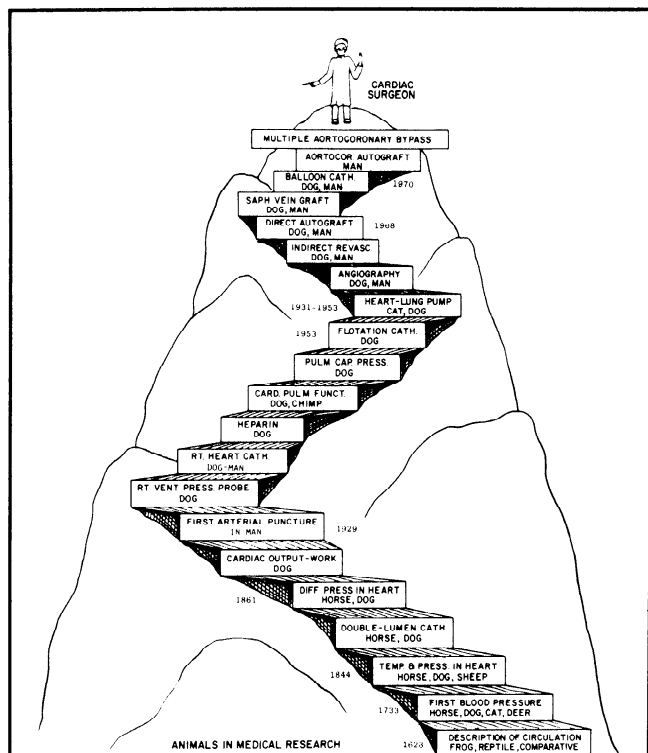 CARDIAC
SURGEON
MULTIPLE AORTOCORONARY BYPASS
AORTOCOR. AUTOGRAFT
MAN
BALLOON CATH.
DOG, MAN
1970
SAPH VEIN GRAFT
DOG, MAN
DIRECT AUTOGRAFT
DOG, MAN
1968
INDIRECT REVASC.
DOG, MAN
ANGIOGRAPHY
DOG, MAN
1931-1953
HEART-LUNG PUMP
CAT, DOG
1953
FLOTATION CATH.
DOG
PULM CAP. PRESS.
DOG
CARD. PULM FUNCT.
DOG, CHIMP
HEPARIN
DOG
RT. HEART CATH.
DOG-MAN
RT. VENT PRESS. PROBE
DOG
FIRST ARTERIAL PUNCTURE
IN MAN
1929
CARDIAC OUTPUT-WORK
DOG
1861
DIFF PRESS IN HEART
HORSE, DOG
DOUBLE-LUMEN CATH
HORSE, DOG
1844
TEMP. & PRESS. IN HEART
HORSE, DOG, SHEEP
1733
FIRST BLOOD PRESSURE
HORSE, DOG, CAT, DEER
ANIMALS IN MEDICAL RESEARCH
1623
DESCRIPTION OF CIRCULATION
FROG, REPTILE, COMPARATIVE